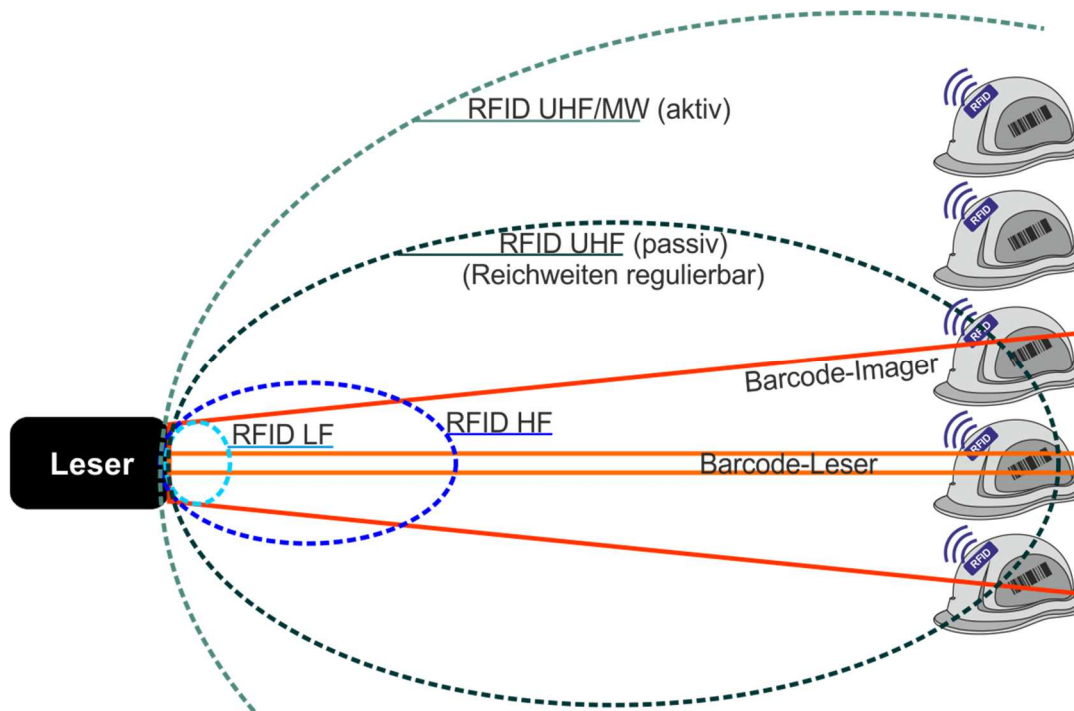 RFID UHF/MW (aktiv)
RFID
RFID UHF (passiv)
(Reichweiten regulierbar)
RFID
RFID
Barcode-Imager
RFID LF
RFID HF
Leser
Barcode-Leser
RFID
RFID